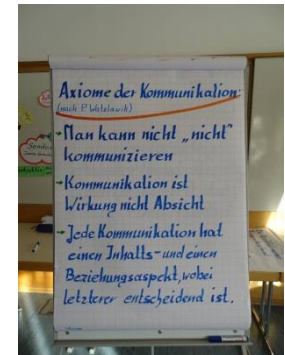 Axiome der Kommunikation:
(nach P. Watzlawik)
Man kann nicht „nicht"
kommunizieren
Kommunikation ist
Wirkung nicht Absicht
Jede Kommunikation hat
einen Inhalts- und einen
Beziehungsaspekt, wobei
letzterer entscheidend ist.